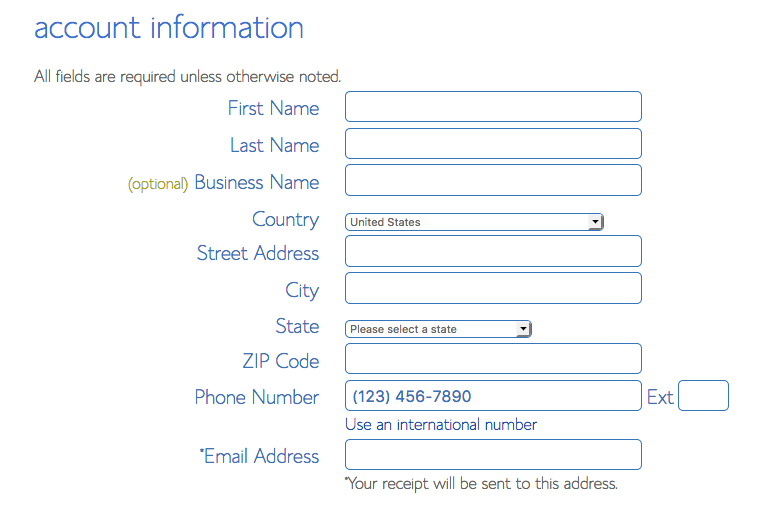 account information
All fields are required unless otherwise noted.
First Name
Last Name
(optional) Business Name
Country United States
Street Address
City
State Please select a state
ZIP Code
Phone Number (123) 456-7890 Ext
Use an international number
*Email Address
*Your receipt will be sent to this address.